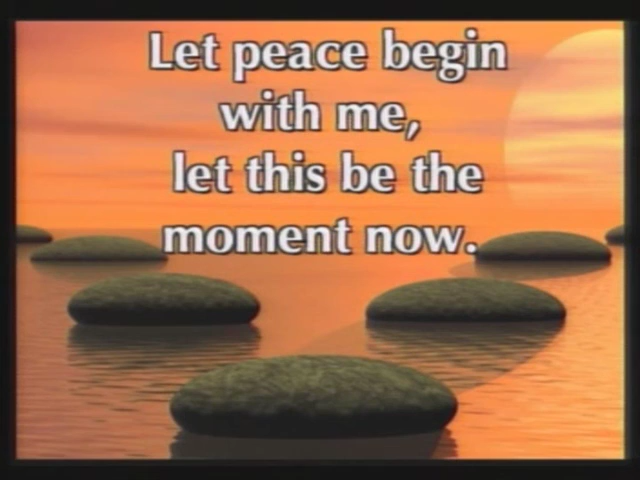 Let peace begin
with me,
let this be the
moment now.